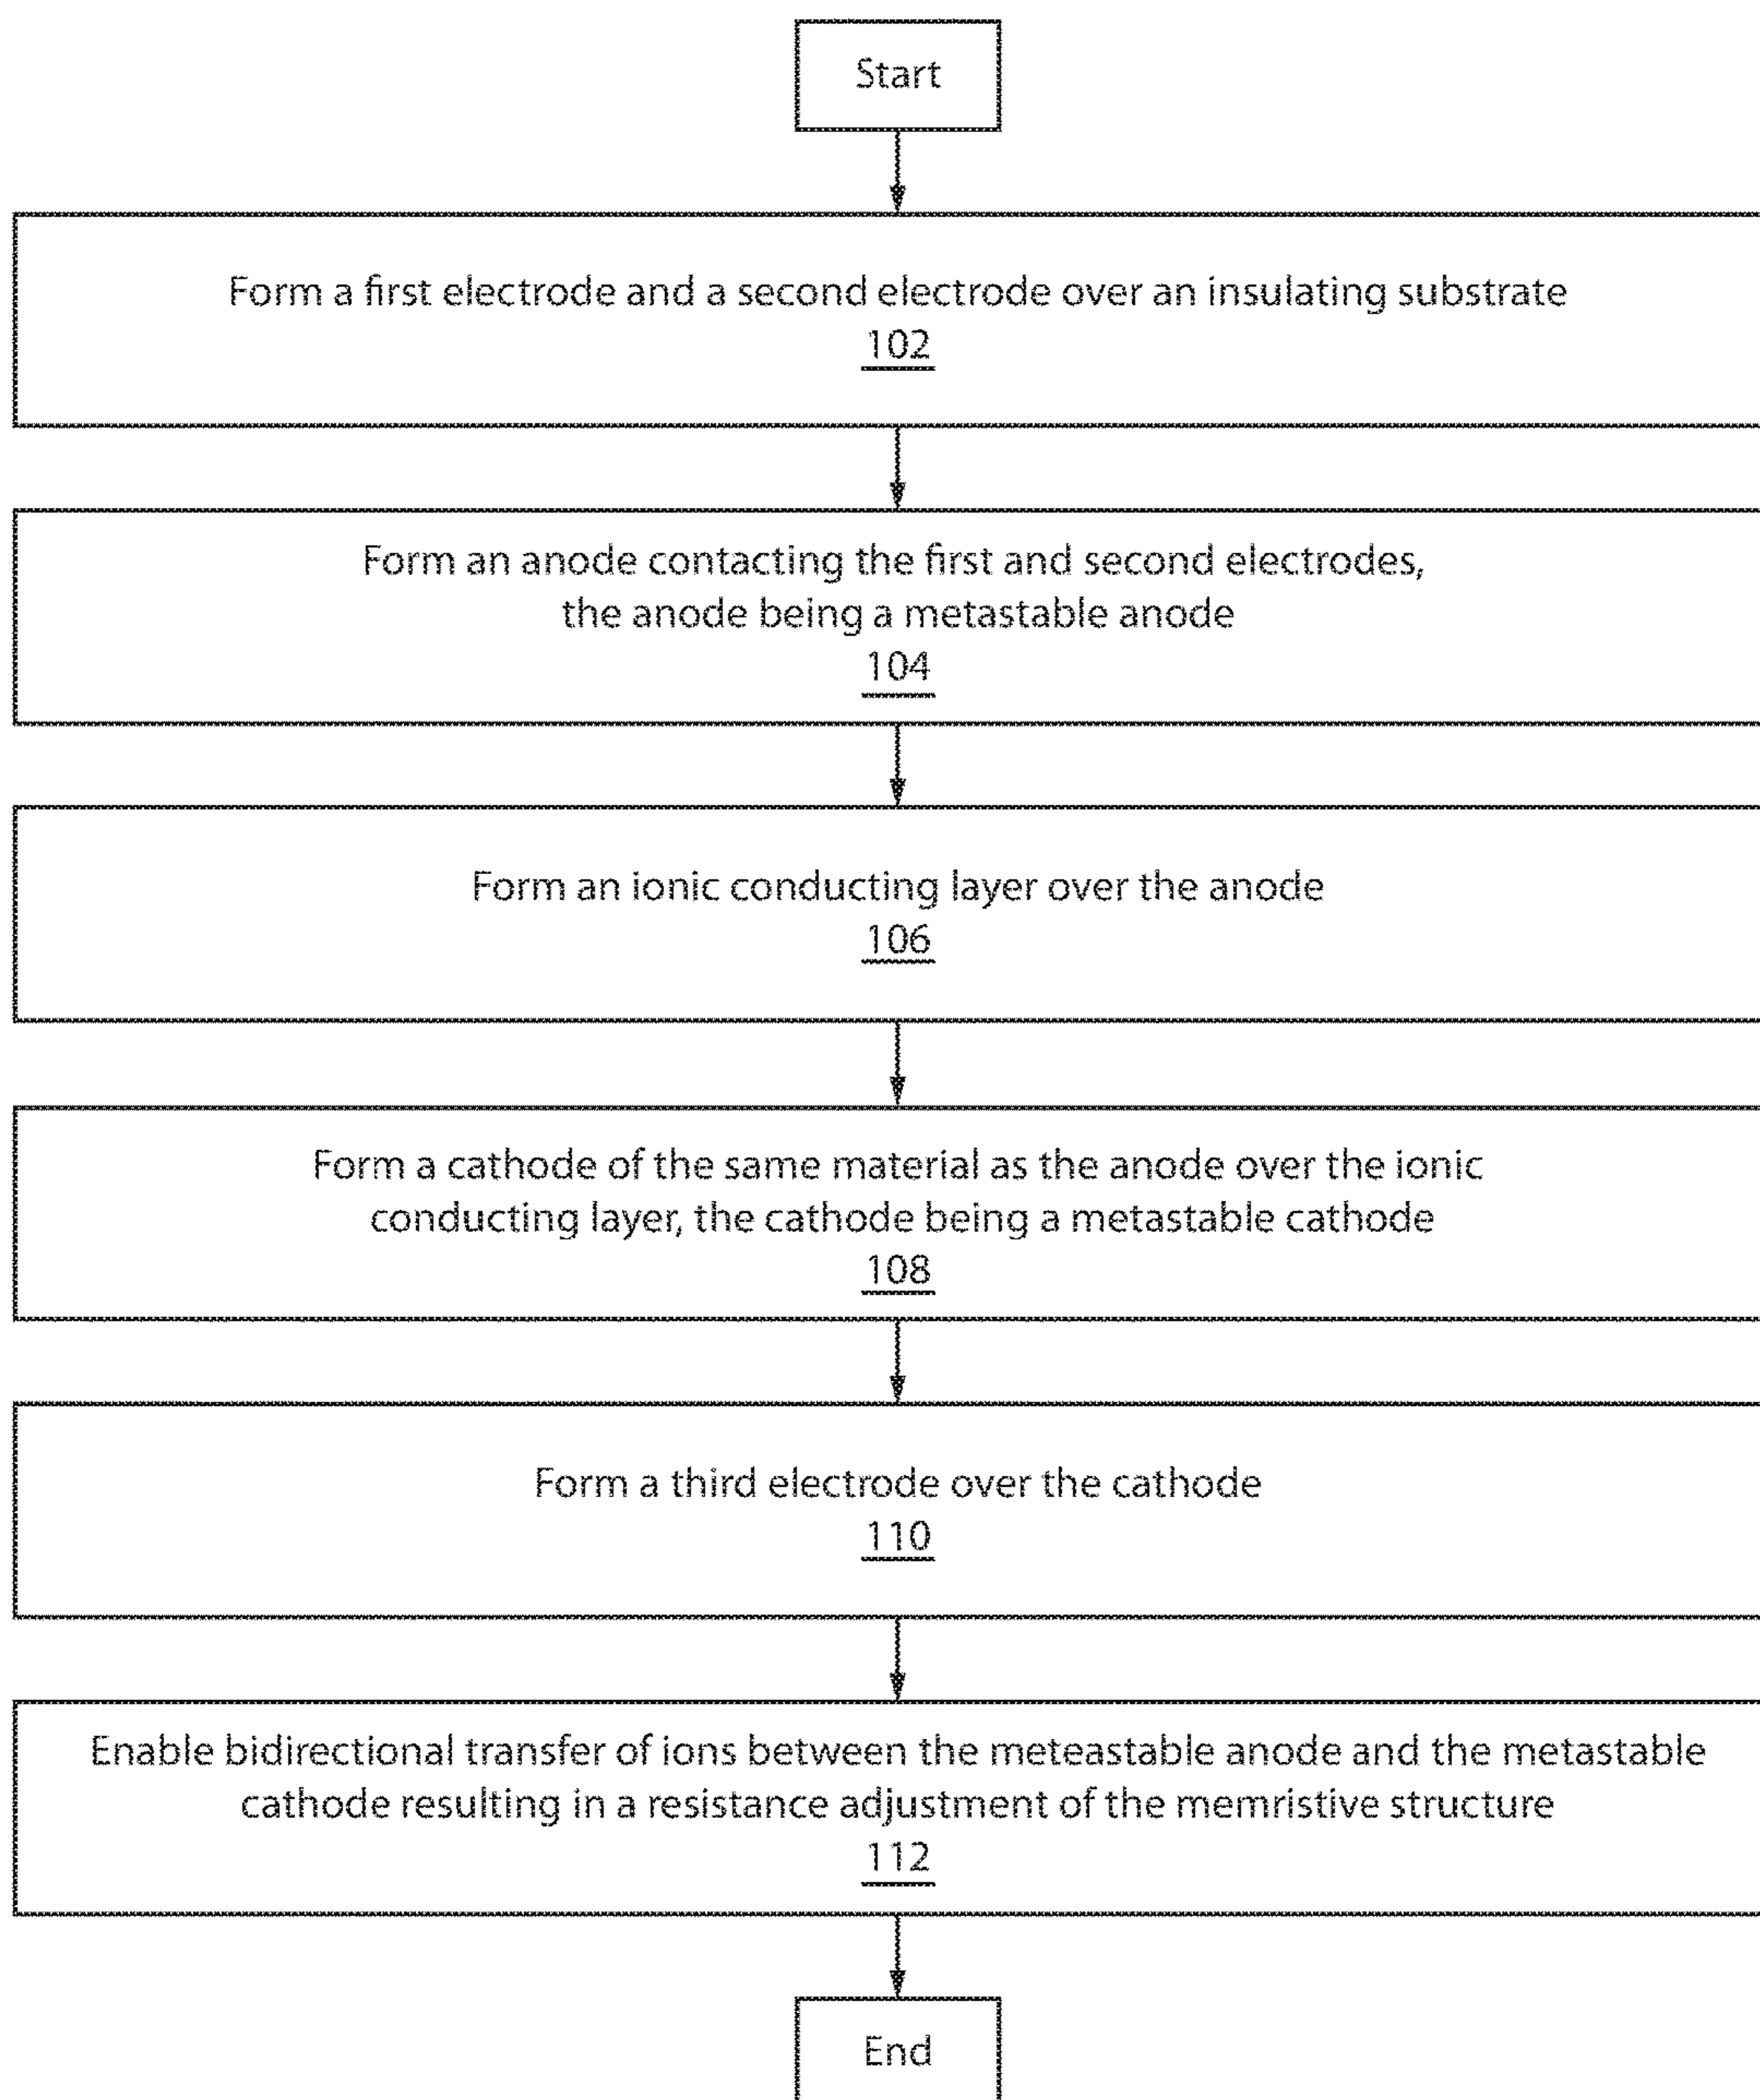 Start
Form a first electrode and a second electrode over an insulating substrate
102
Form an anode contacting the first and second electrodes,
the anode being a metastable anode
104
Form an ionic conducting layer over the anode
106
Form a cathode of the same material as the anode over the ionic
conducting layer, the cathode being a metastable cathode
108
Form a third electrode over the cathode
110
Enable bidirectional transfer of ions between the meteastable anode and the metastable
cathode resulting in a resistance adjustment of the memristive structure
112
End